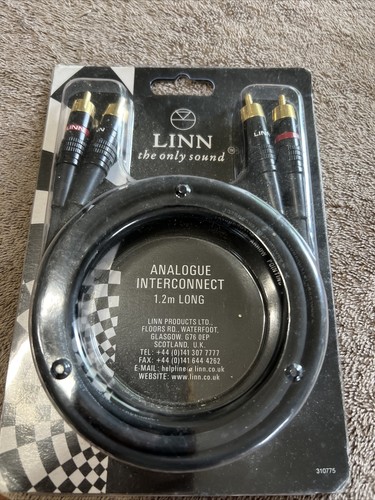 LINN
LINN
LINN
the only sound
ANALOGUE
INTERCONNECT
1.2m LONG
LINN PRODUCTS LTD.
FLOORS RD., WATERFOOT,
GLASGOW, G76 0EP
SCOTLAND, U.K.
TEL: +44 (0)141 307 7777
FAX: +44 (0)141 644 4262
E-MAIL: helpline@linn.co.uk
WEBSITE: www.linn.co.uk
310775